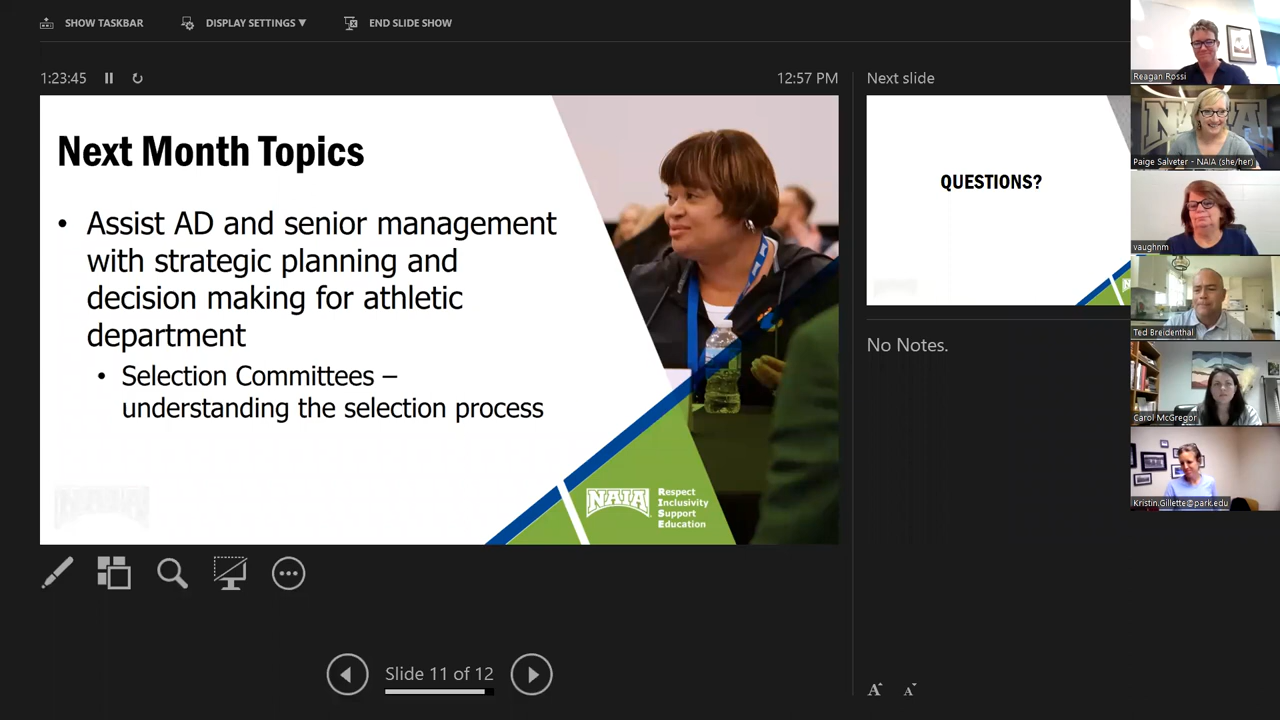 SHOW TASKBAR
DISPLAY SETTINGS ▼
END SLIDE SHOW
1:23:45
12:57 PM
Next Month Topics
• Assist AD and senior management
with strategic planning and
decision making for athletic
department
• Selection Committees –
understanding the selection process
NAIA
Respect
Inclusivity
Support
Education
Slide 11 of 12
Next slide
QUESTIONS?
No Notes.
A A
Reagan Rossi
NAIA
Paige Salveter - NAIA (she/her)
vaughnm
Ted Breidenthal
Carol McGregor
Kristin.Gillette@park.edu